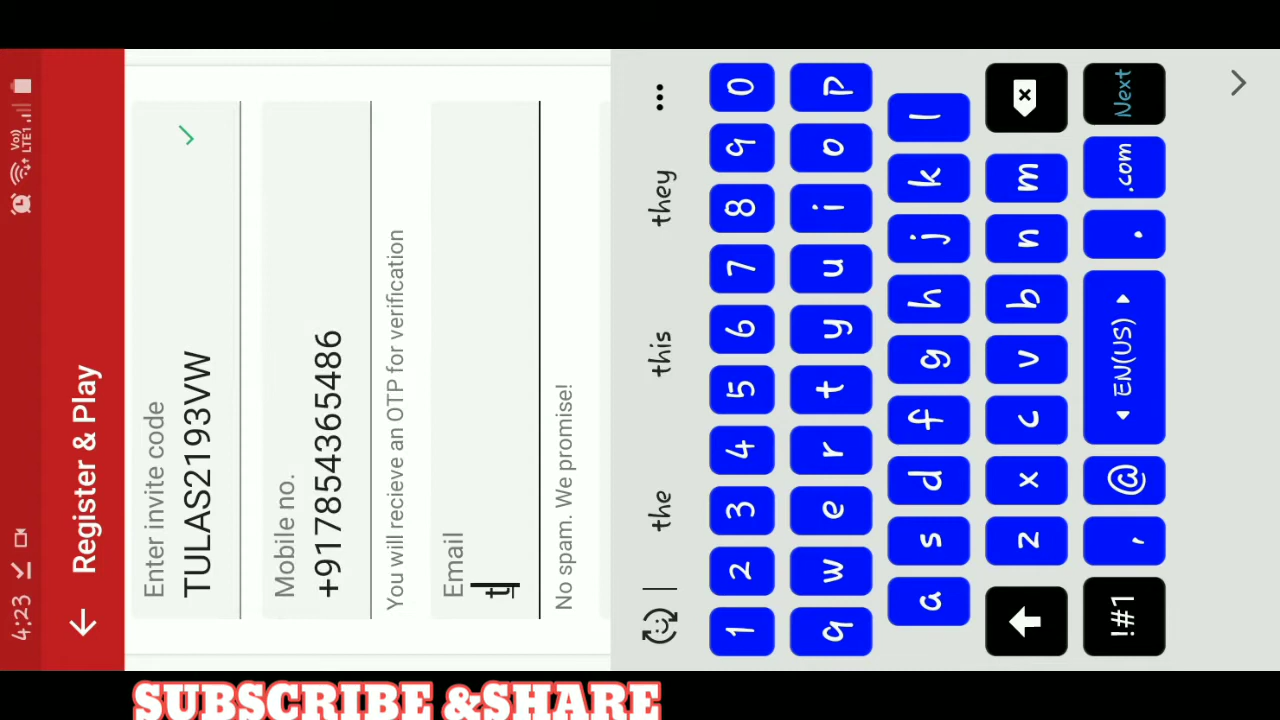 4:23
Vo))
LTE1
Register & Play
Enter invite code
TULAS2193VW
Mobile no.
+917854365486
You will recieve an OTP for verification
Email
t
No spam. We promise!
the this they
1 2 3 4 5 6 7 8 9 0
q w e r t y u i o p
a s d f g h j k l
z x c v b n m
!#1 , @ EN(US) . .com Next
SUBSCRIBE &SHARE